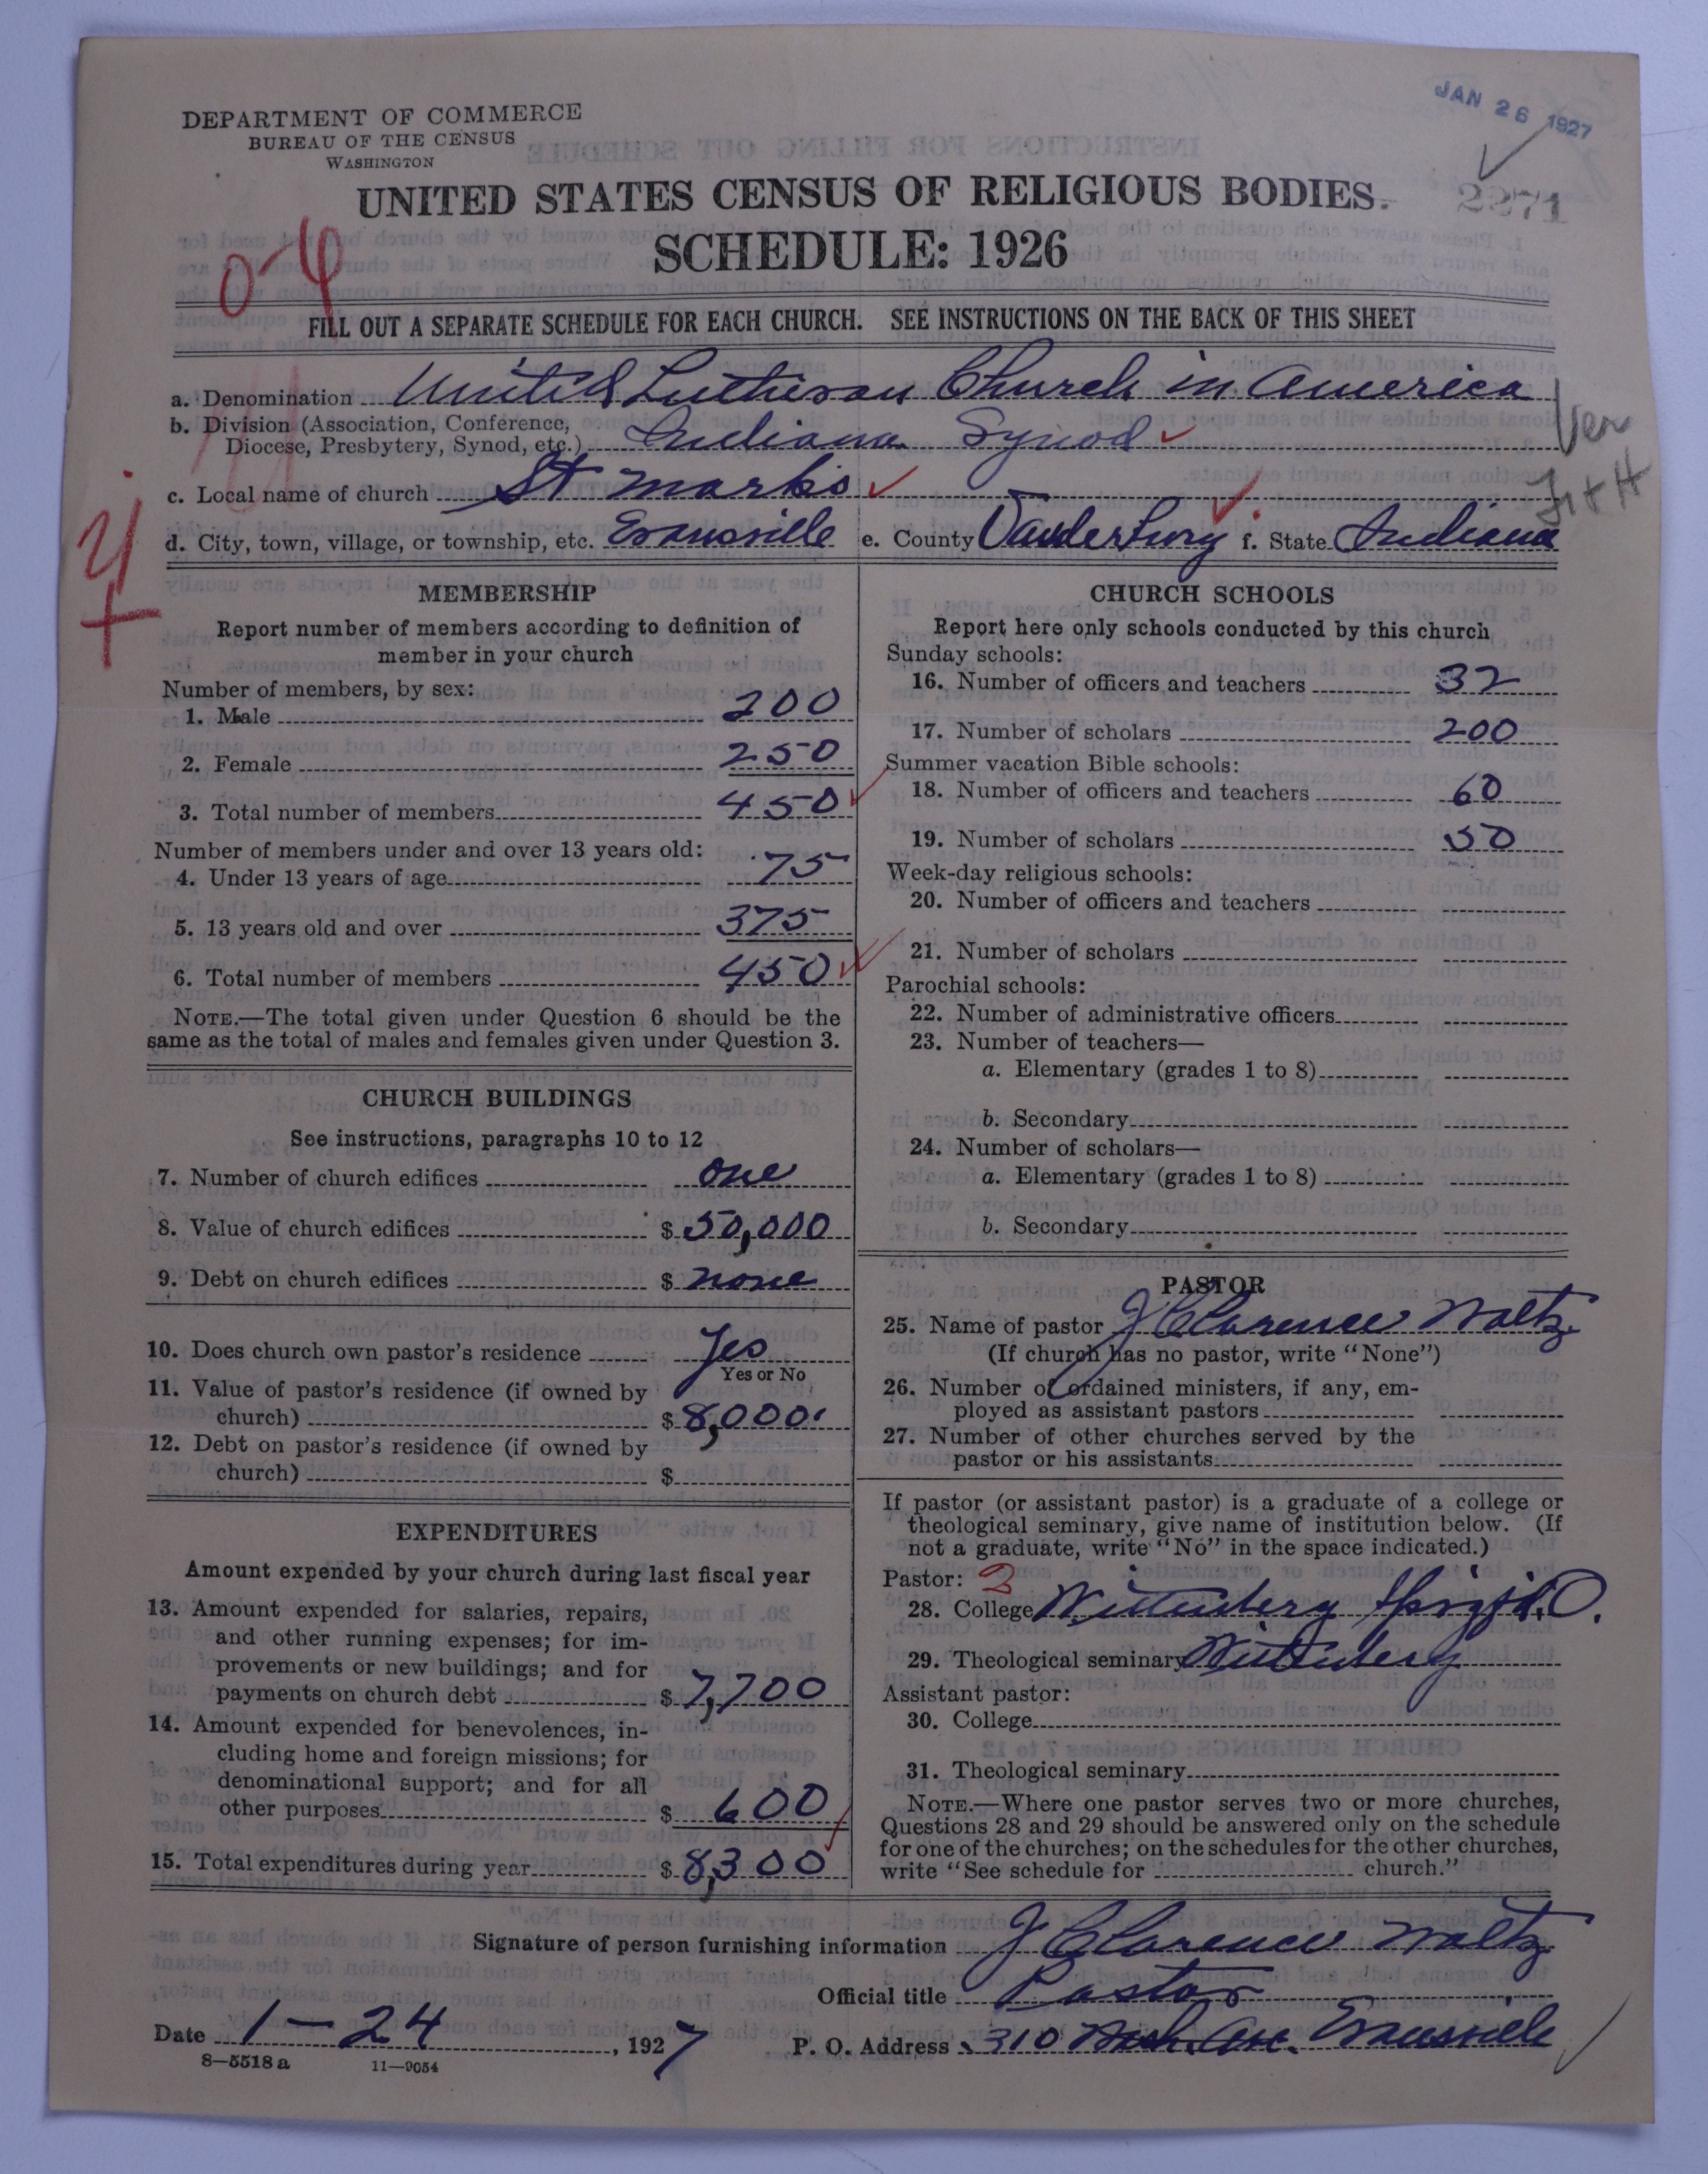 JAN 26 1927
DEPARTMENT OF COMMERCE
BUREAU OF THE CENSUS
WASHINGTON
2271
UNITED STATES CENSUS OF RELIGIOUS BODIES.
SCHEDULE: 1926
FILL OUT A SEPARATE SCHEDULE FOR EACH CHURCH. SEE INSTRUCTIONS ON THE BACK OF THIS SHEET
a. Denomination United Lutheran Church in America
b. Division (Association, Conference,
Diocese, Presbytery, Synod, etc.) Indiana Synod
Ver
c. Local name of church St Marks
d. City, town, village, or township, etc. Evansville e. County Vanderburg f. State Indiana
MEMBERSHIP
Report number of members according to definition of
member in your church
Number of members, by sex:
1. Male 200
2. Female 250
3. Total number of members 450
Number of members under and over 13 years old:
4. Under 13 years of age 75
5. 13 years old and over 375
6. Total number of members 450
NOTE.—The total given under Question 6 should be the
same as the total of males and females given under Question 3.
CHURCH BUILDINGS
See instructions, paragraphs 10 to 12
7. Number of church edifices one
8. Value of church edifices $ 50,000
9. Debt on church edifices $ none
10. Does church own pastor's residence Yes
Yes or No
11. Value of pastor's residence (if owned by
church) $ 8,000
12. Debt on pastor's residence (if owned by
church) $
EXPENDITURES
Amount expended by your church during last fiscal year
13. Amount expended for salaries, repairs,
and other running expenses; for im-
provements or new buildings; and for
payments on church debt $ 7,700
14. Amount expended for benevolences, in-
cluding home and foreign missions; for
denominational support; and for all
other purposes $ 600
15. Total expenditures during year $ 8,300
CHURCH SCHOOLS
Report here only schools conducted by this church
Sunday schools:
16. Number of officers and teachers 32
17. Number of scholars 200
Summer vacation Bible schools:
18. Number of officers and teachers 60
19. Number of scholars 50
Week-day religious schools:
20. Number of officers and teachers
21. Number of scholars
Parochial schools:
22. Number of administrative officers
23. Number of teachers—
a. Elementary (grades 1 to 8)
b. Secondary
24. Number of scholars—
a. Elementary (grades 1 to 8)
b. Secondary
PASTOR
25. Name of pastor J Clarence Waltz
(If church has no pastor, write "None")
26. Number of ordained ministers, if any, em-
ployed as assistant pastors
27. Number of other churches served by the
pastor or his assistants
If pastor (or assistant pastor) is a graduate of a college or
theological seminary, give name of institution below. (If
not a graduate, write "No" in the space indicated.)
Pastor: 2
28. College Wittenberg Spigfd, O.
29. Theological seminary Wittenberg
Assistant pastor:
30. College
31. Theological seminary
NOTE.—Where one pastor serves two or more churches,
Questions 28 and 29 should be answered only on the schedule
for one of the churches; on the schedules for the other churches,
write "See schedule for church."
Signature of person furnishing information J Clarence Waltz
Official title Pastor
Date 1-24, 1927 P. O. Address 310 Ave. Evansville
8-5518a 11-9054